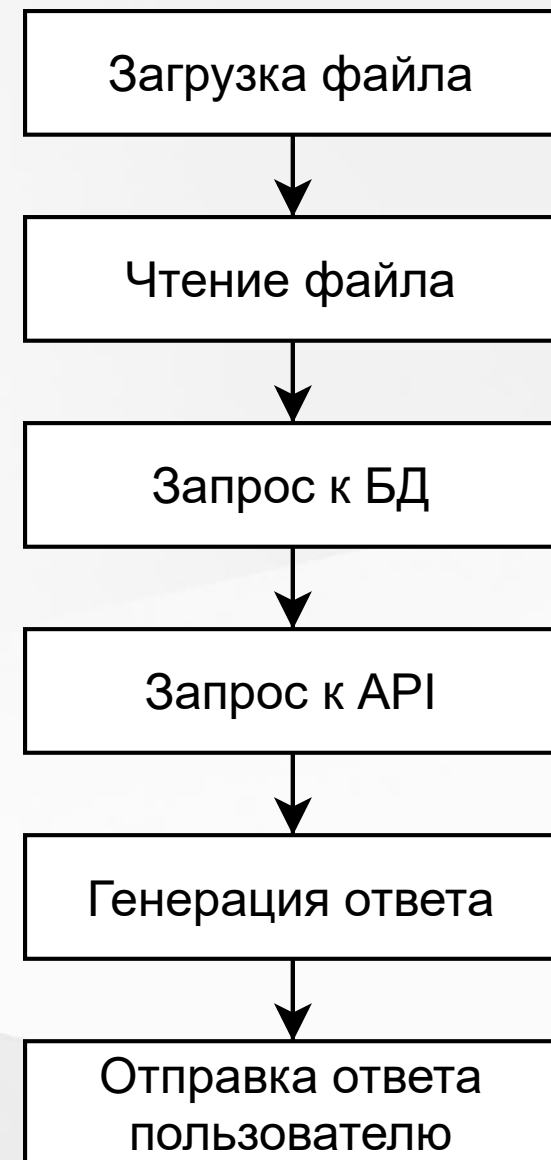 Загрузка файла
Чтение файла
Запрос к БД
Запрос к API
Генерация ответа
Отправка ответа
пользователю